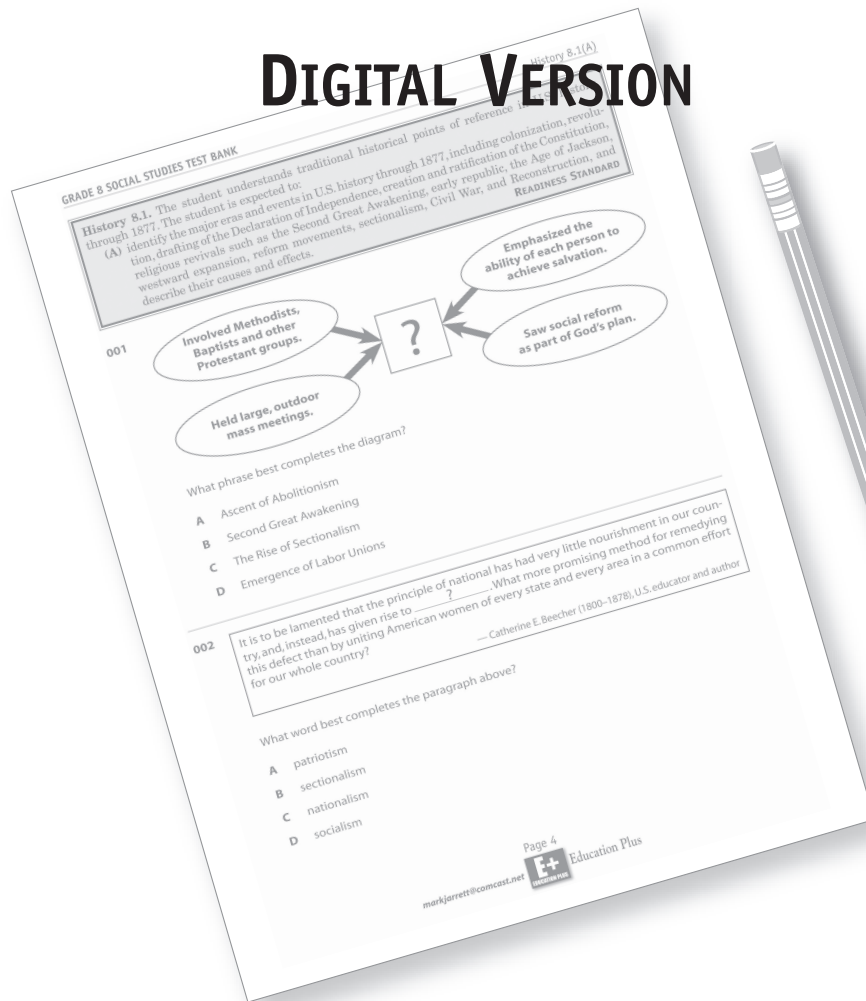 DIGITAL VERSION
History 8.1(A)
GRADE 8 SOCIAL STUDIES TEST BANK
History 8.1. The student understands traditional historical points of reference in U.S. history
through 1877. The student is expected to:
(A) identify the major eras and events in U.S. history through 1877, including colonization, revolu-
tion, drafting of the Declaration of Independence, creation and ratification of the Constitution,
religious revivals such as the Second Great Awakening, early republic, the Age of Jackson,
westward expansion, reform movements, sectionalism, Civil War, and Reconstruction, and
describe their causes and effects.
READINESS STANDARD
001
Involved Methodists,
Baptists and other
Protestant groups.
Emphasized the
ability of each person to
achieve salvation.
?
Held large, outdoor
mass meetings.
Saw social reform
as part of God's plan.
What phrase best completes the diagram?
A Ascent of Abolitionism
B Second Great Awakening
C The Rise of Sectionalism
D Emergence of Labor Unions
002
It is to be lamented that the principle of national has had very little nourishment in our coun-
try, and, instead, has given rise to ____?____. What more promising method for remedying
this defect than by uniting American women of every state and every area in a common effort
for our whole country?
— Catherine E. Beecher (1800–1878), U.S. educator and author
What word best completes the paragraph above?
A patriotism
B sectionalism
C nationalism
D socialism
Page 4
markjarrett@comcast.net
E+
EDUCATION PLUS
Education Plus